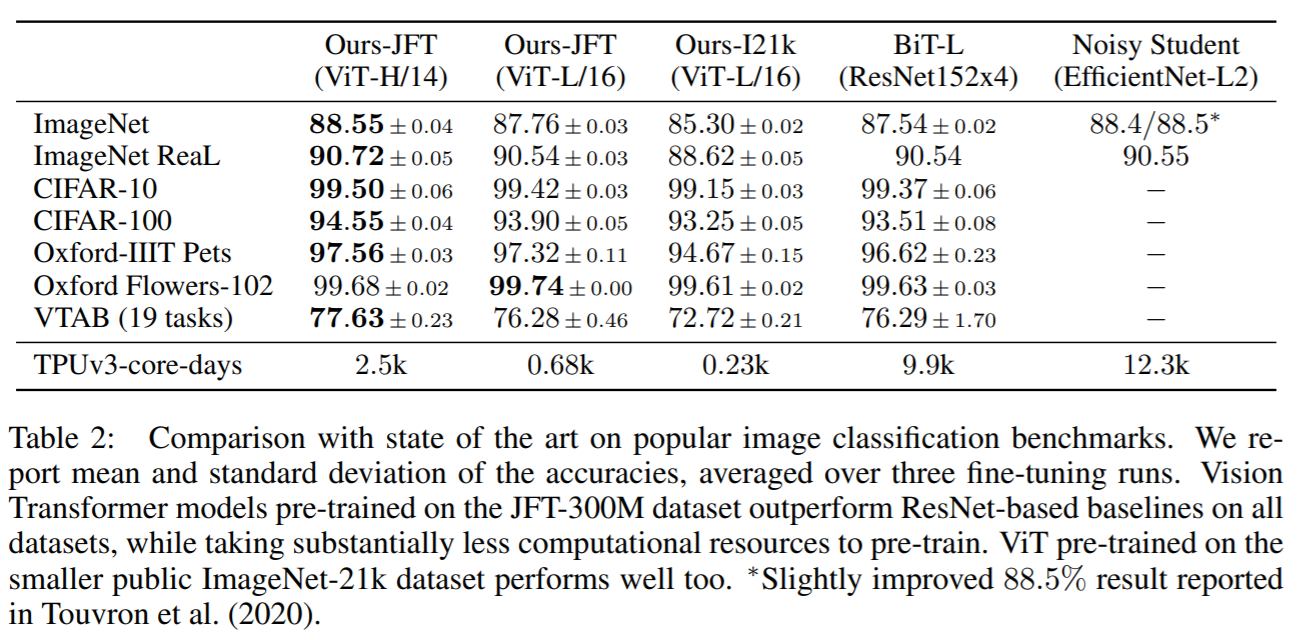 Ours-JFT Ours-JFT Ours-I21k BiT-L Noisy Student
(ViT-H/14) (ViT-L/16) (ViT-L/16) (ResNet152x4) (EfficientNet-L2)
ImageNet 88.55 ± 0.04 87.76 ± 0.03 85.30 ± 0.02 87.54 ± 0.02 88.4/88.5*
ImageNet ReaL 90.72 ± 0.05 90.54 ± 0.03 88.62 ± 0.05 90.54 90.55
CIFAR-10 99.50 ± 0.06 99.42 ± 0.03 99.15 ± 0.03 99.37 ± 0.06 −
CIFAR-100 94.55 ± 0.04 93.90 ± 0.05 93.25 ± 0.05 93.51 ± 0.08 −
Oxford-IIIT Pets 97.56 ± 0.03 97.32 ± 0.11 94.67 ± 0.15 96.62 ± 0.23 −
Oxford Flowers-102 99.68 ± 0.02 99.74 ± 0.00 99.61 ± 0.02 99.63 ± 0.03 −
VTAB (19 tasks) 77.63 ± 0.23 76.28 ± 0.46 72.72 ± 0.21 76.29 ± 1.70 −
TPUv3-core-days 2.5k 0.68k 0.23k 9.9k 12.3k
Table 2: Comparison with state of the art on popular image classification benchmarks. We re-
port mean and standard deviation of the accuracies, averaged over three fine-tuning runs. Vision
Transformer models pre-trained on the JFT-300M dataset outperform ResNet-based baselines on all
datasets, while taking substantially less computational resources to pre-train. ViT pre-trained on the
smaller public ImageNet-21k dataset performs well too. *Slightly improved 88.5% result reported
in Touvron et al. (2020).